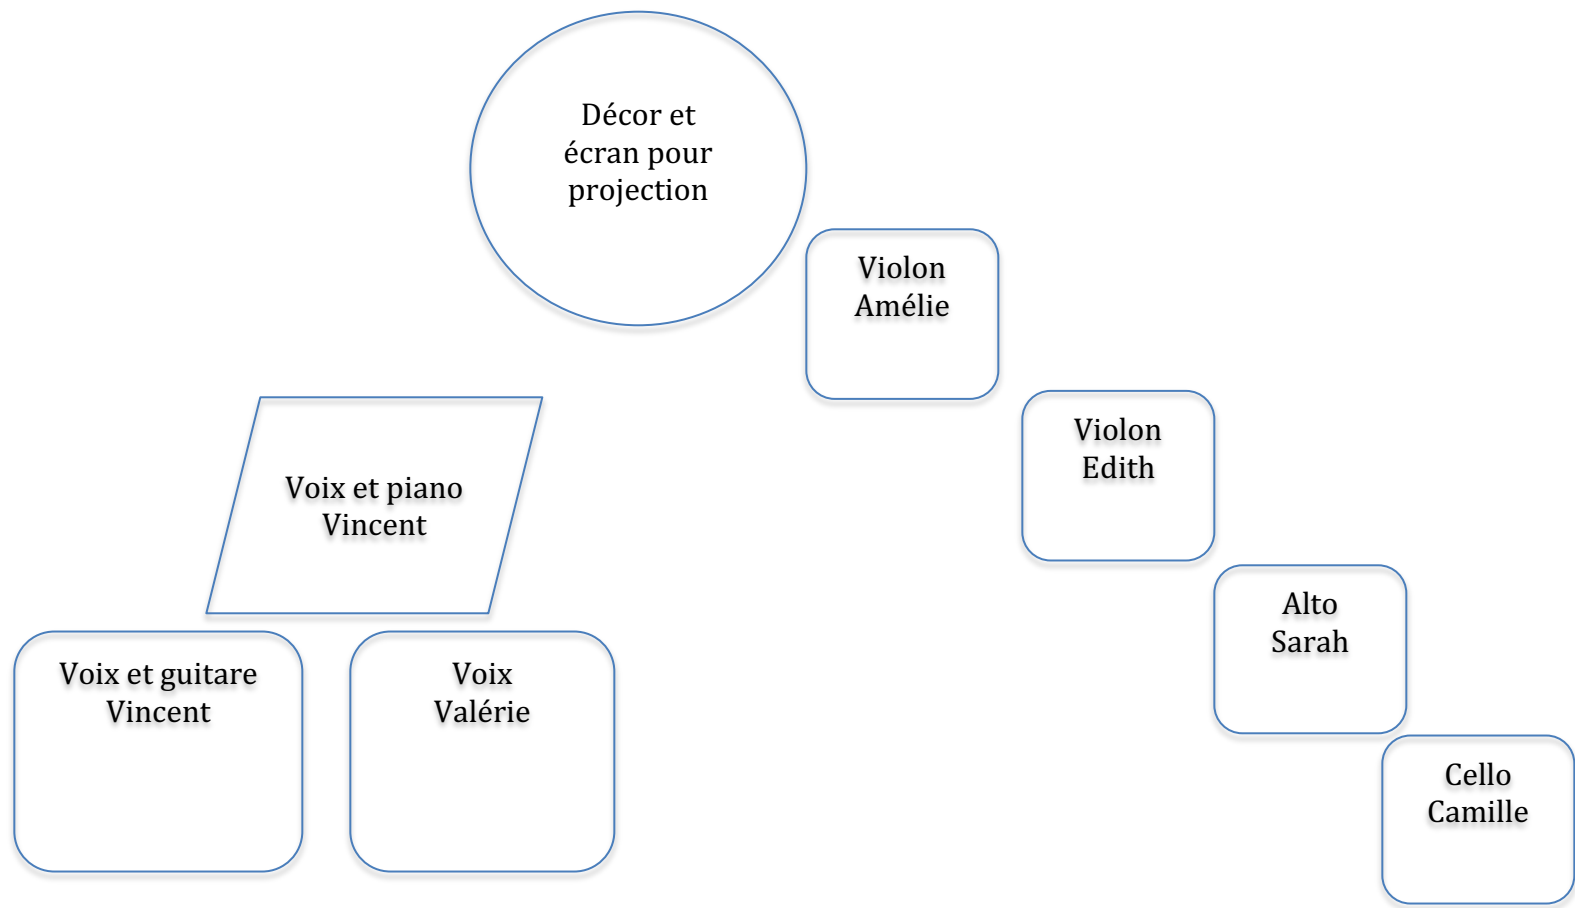 Décor et
écran pour
projection
Violon
Amélie
Violon
Edith
Voix et piano
Vincent
Alto
Sarah
Voix et guitare
Vincent
Voix
Valérie
Cello
Camille